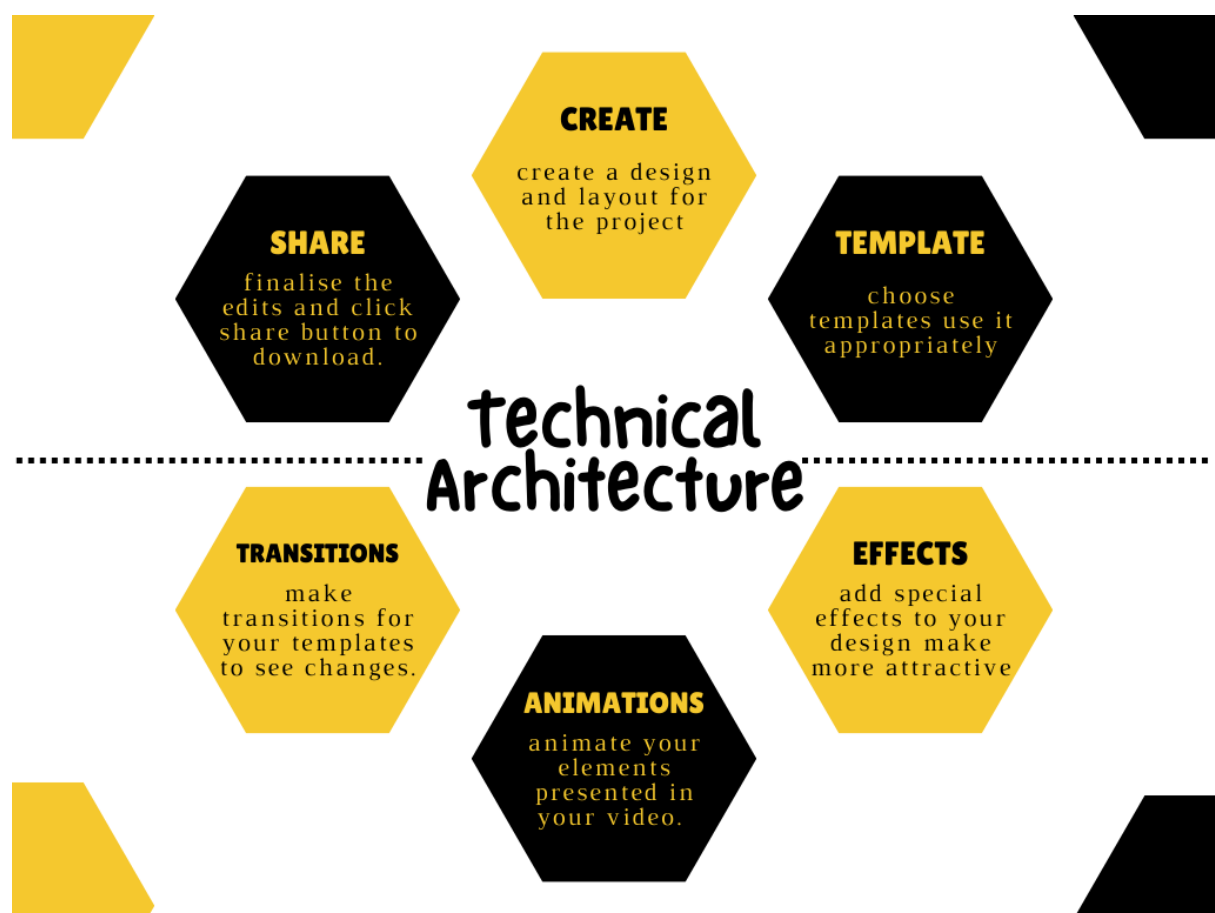 CREATE
create a design
and layout for
the project
SHARE
finalise the
edits and click
share button to
download.
TEMPLATE
choose
templates use it
appropriately
Technical
Architecture
TRANSITIONS
make
transitions for
your templates
to see changes.
EFFECTS
add special
effects to your
design make
more attractive
ANIMATIONS
animate your
elements
presented in
your video.